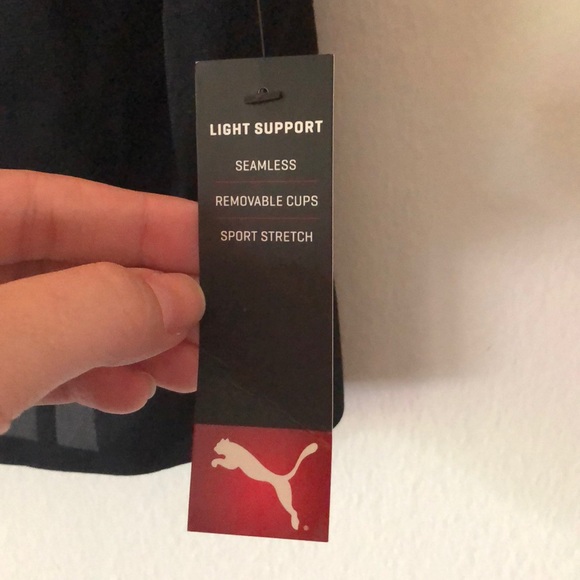 LIGHT SUPPORT
SEAMLESS
REMOVABLE CUPS
SPORT STRETCH
®